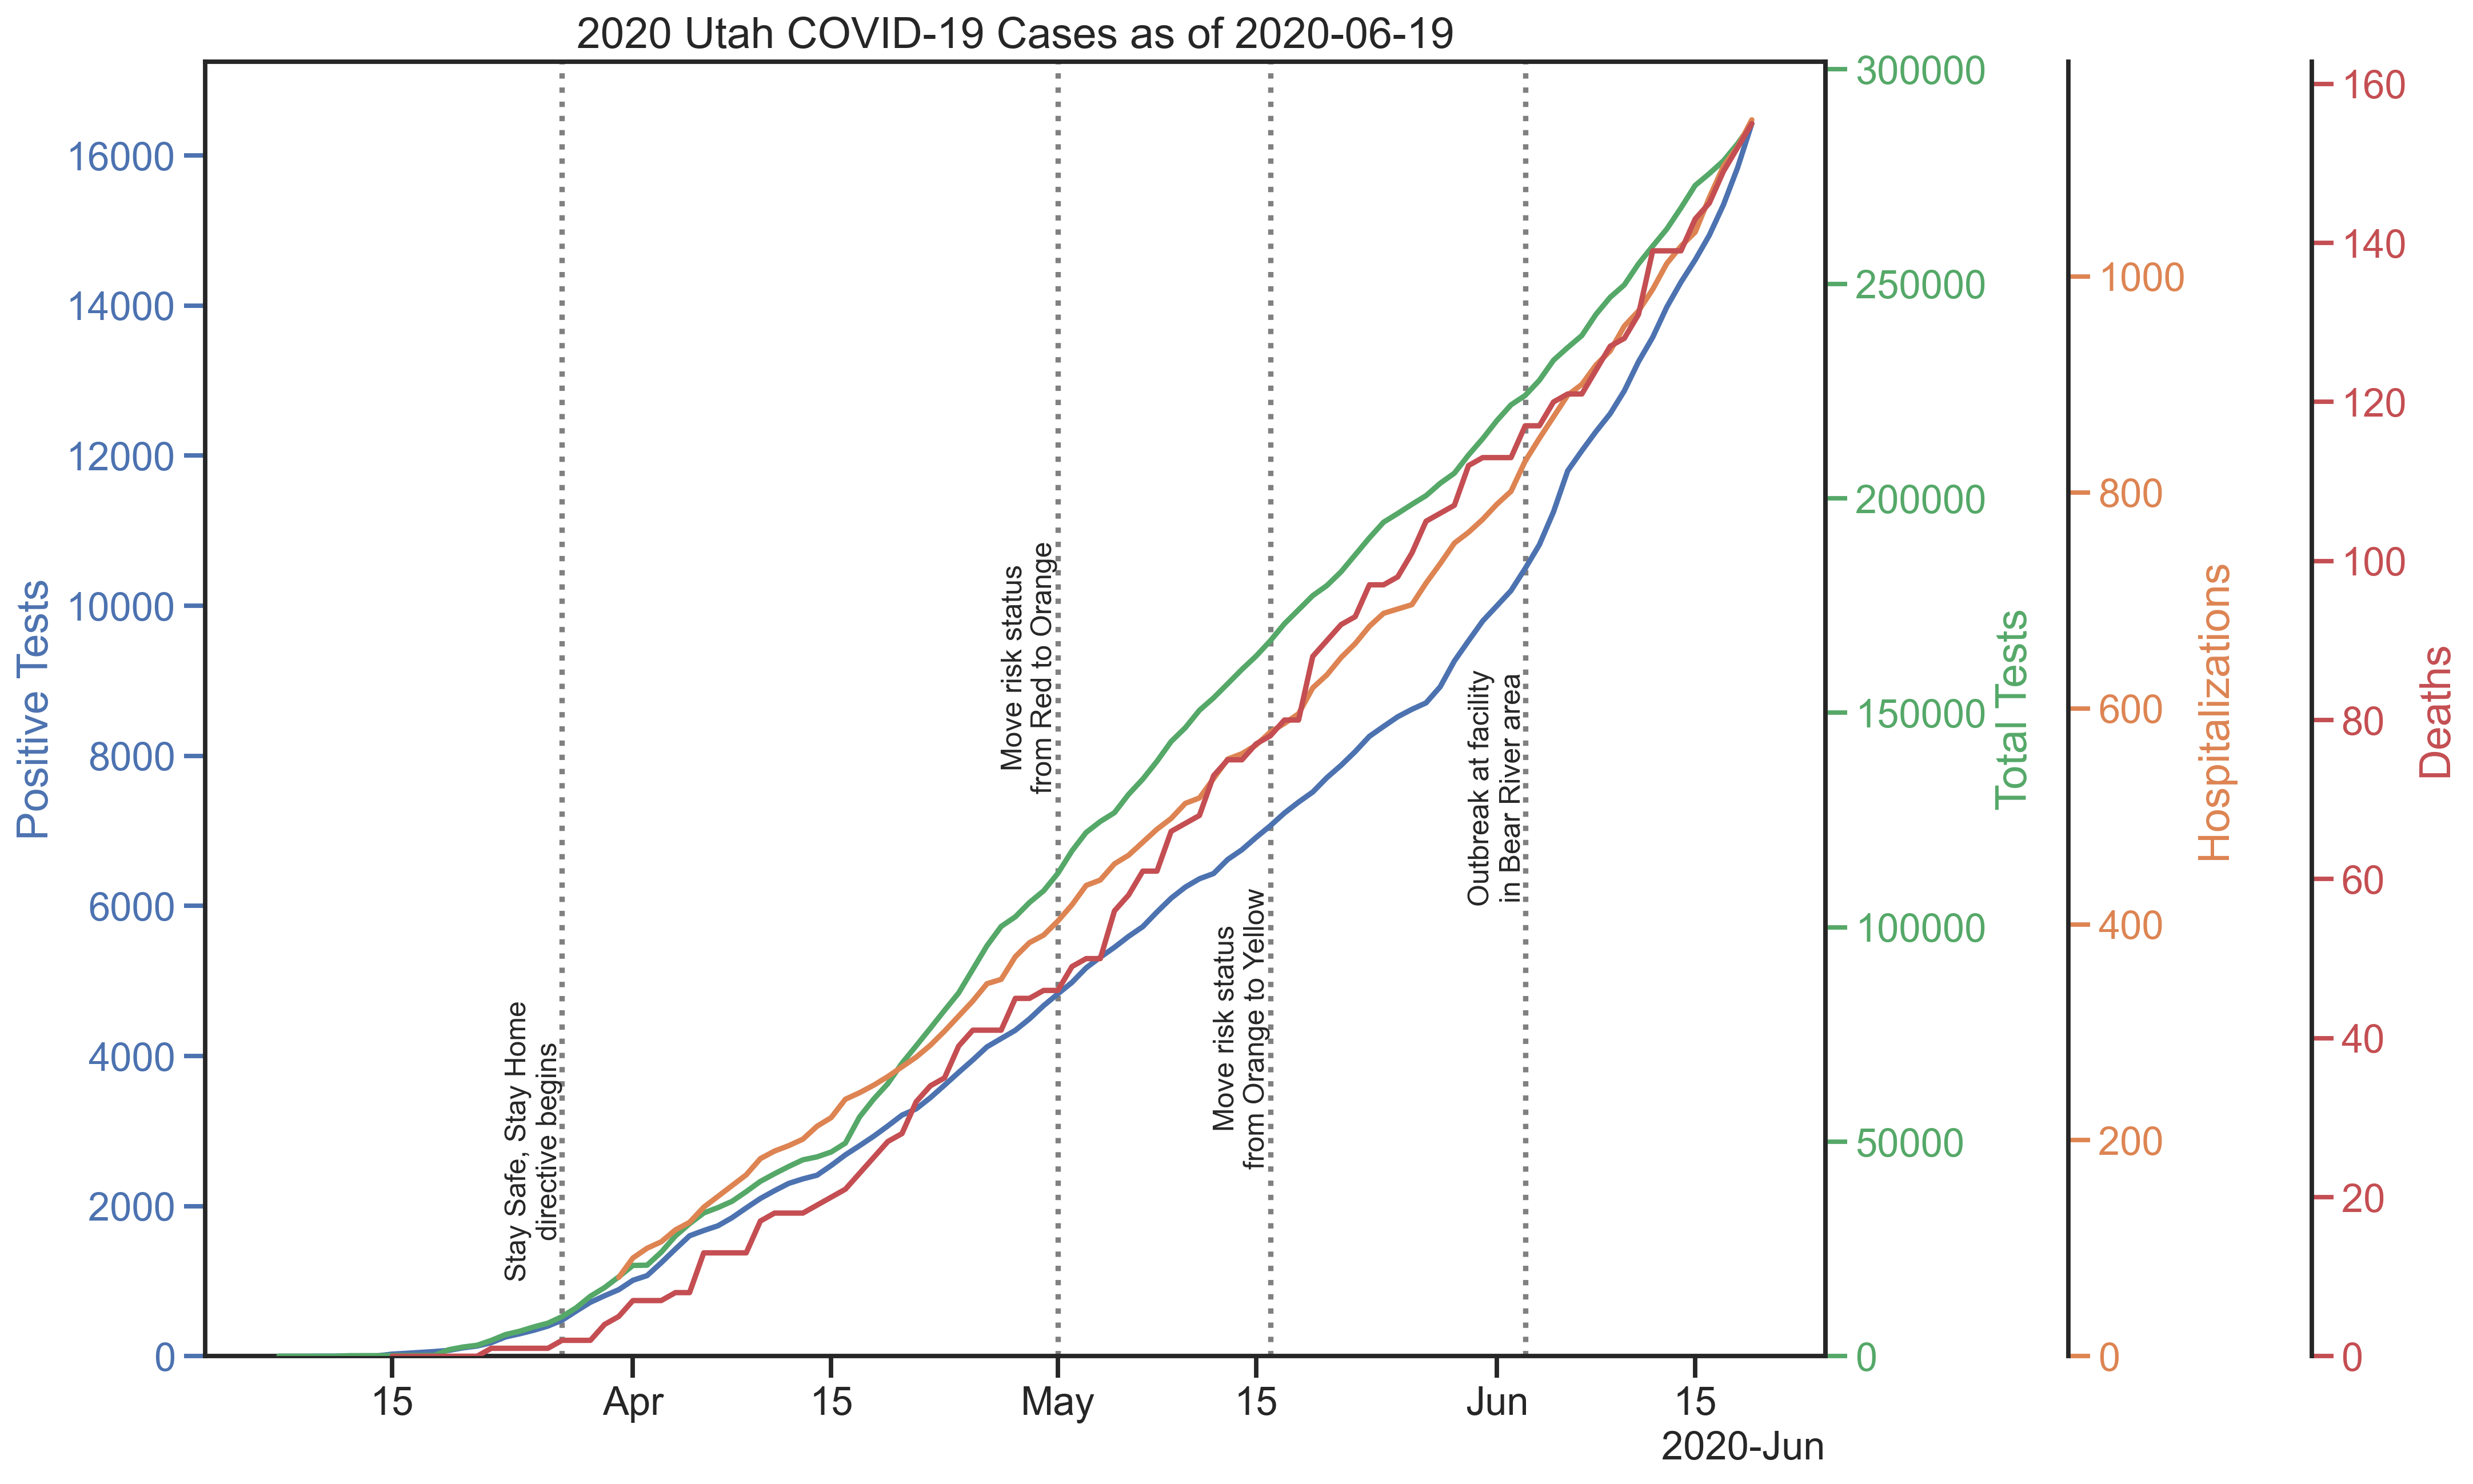 2020 Utah COVID-19 Cases as of 2020-06-19
Positive Tests
16000
14000
12000
10000
8000
6000
4000
2000
0
Stay Safe, Stay Home
directive begins
Move risk status
from Red to Orange
Move risk status
from Orange to Yellow
Outbreak at facility
in Bear River area
300000
250000
200000
150000
100000
50000
0
Total Tests
1000
800
600
400
200
0
Hospitalizations
160
140
120
100
80
60
40
20
0
Deaths
15
Apr
15
May
15
Jun
15
2020-Jun